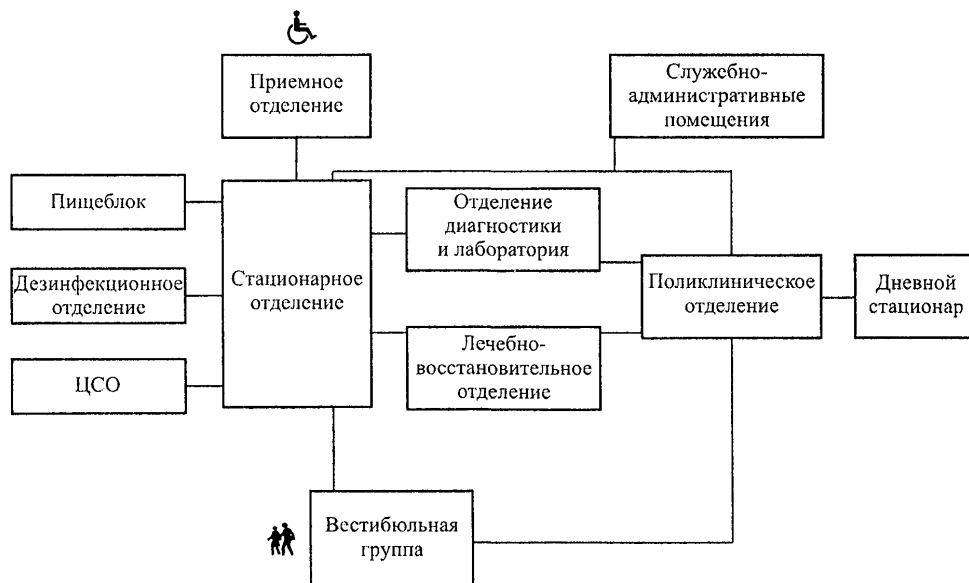 Приемное
отделение
Служебно-
административные
помещения
Пищеблок
Отделение
диагностики
и лаборатория
Дезинфекционное
отделение
Стационарное
отделение
Поликлиническое
отделение
Дневной
стационар
ЦСО
Лечебно-
восстановительное
отделение
Вестибюльная
группа